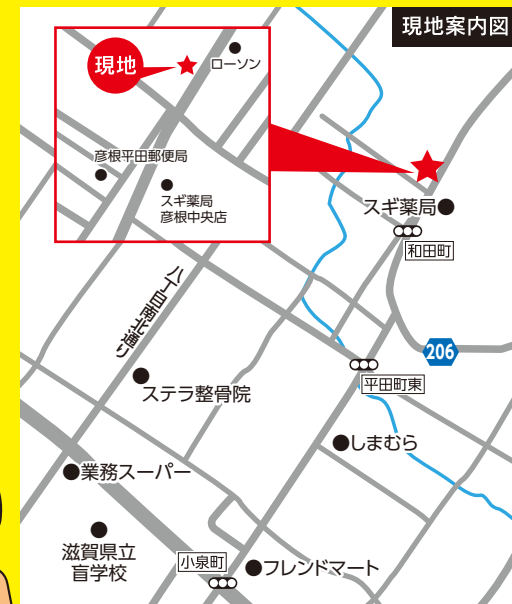 現地案内図
現地
ローソン
彦根平田郵便局
スギ薬局
彦根中央店
スギ薬局
和田町
八丁目南北通り
206
平田町東
ステラ整骨院
しまむら
業務スーパー
滋賀県立
盲学校
小泉町
フレンドマート